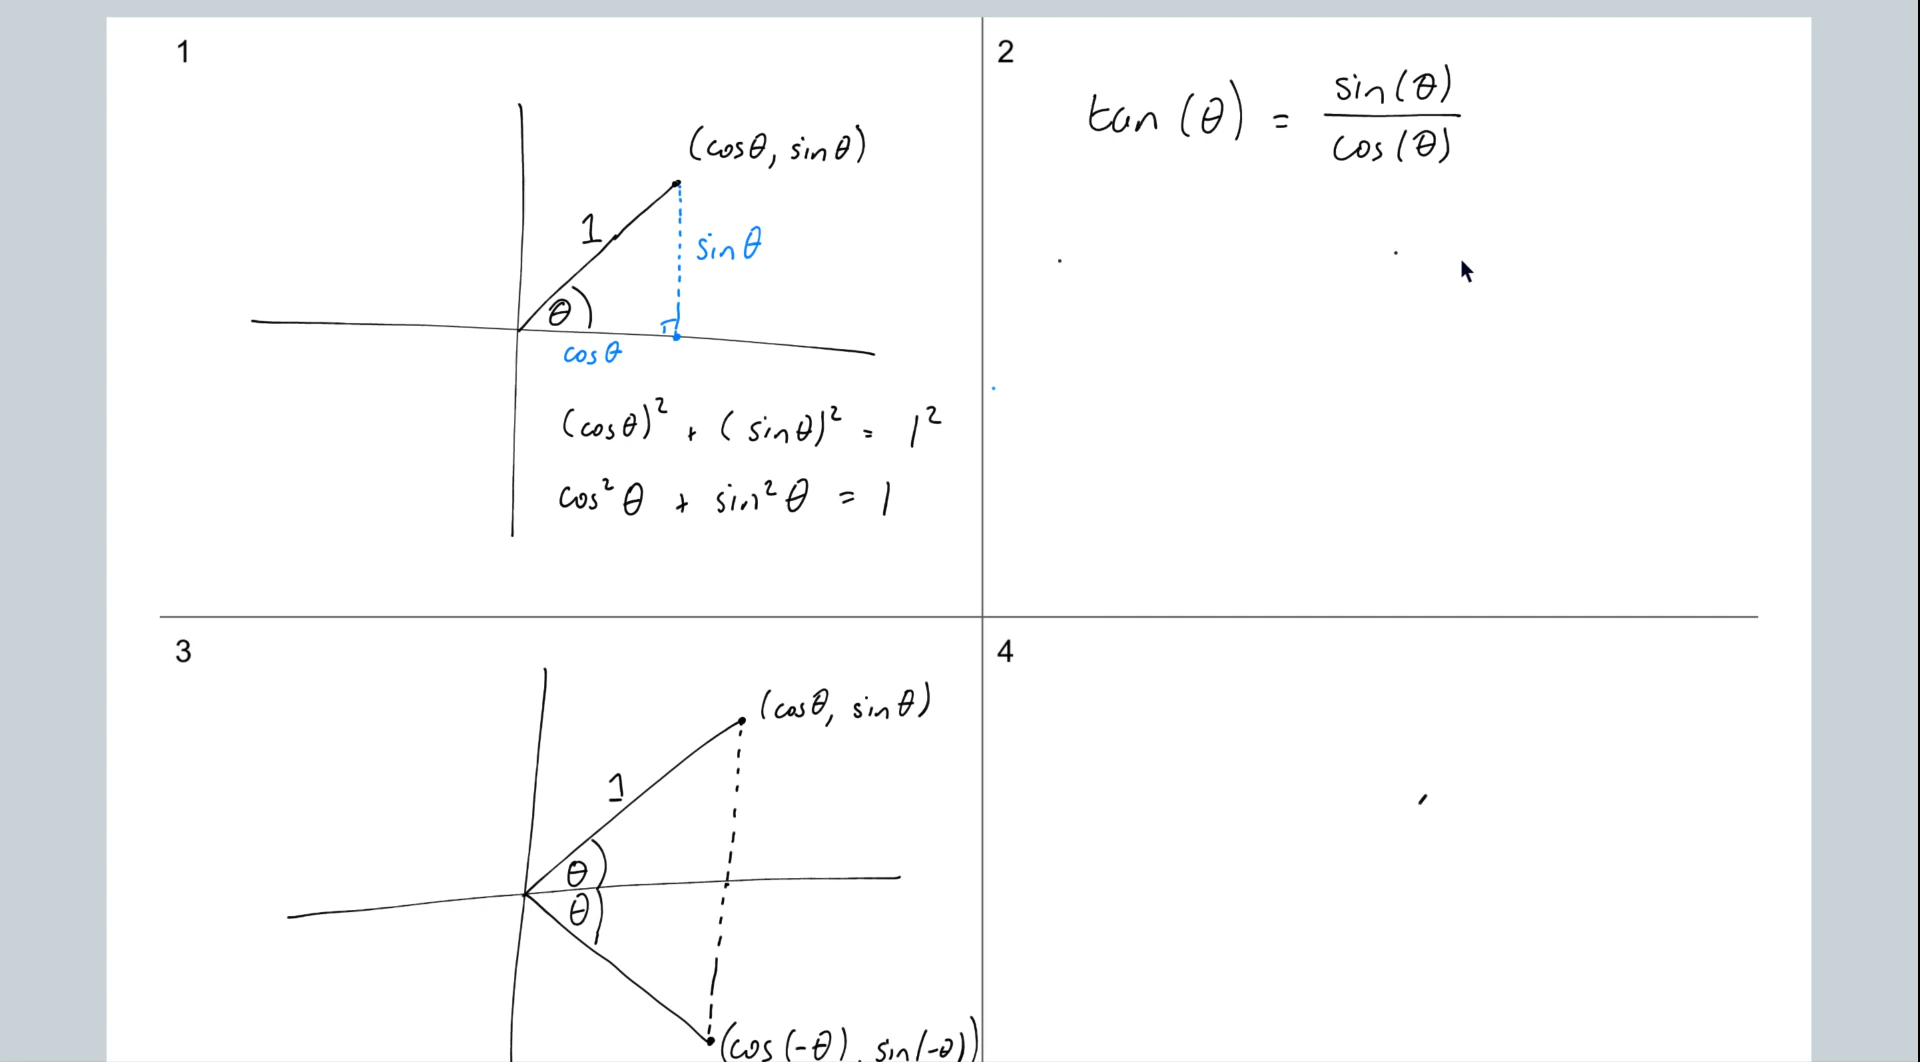 1
(cosθ, sinθ)
1
sinθ
θ
cosθ
(cosθ)² + (sinθ)² = 1²
cos²θ + sin²θ = 1
2
tan(θ) = sin(θ)/cos(θ)
3
(cosθ, sinθ)
1
θ
θ
(cos(-θ), sin(-θ))
4